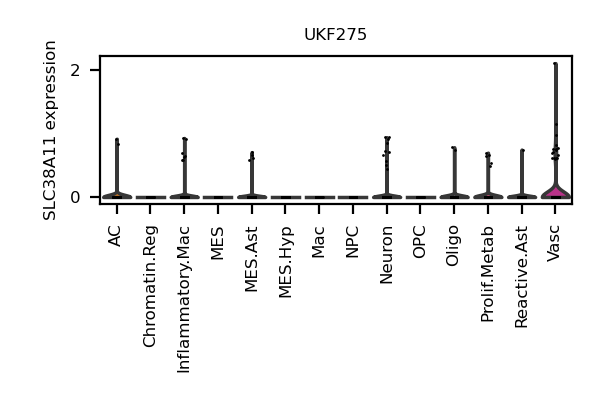 UKF275
SLC38A11 expression
2
0
AC
Chromatin.Reg
Inflammatory.Mac
MES
MES.Ast
MES.Hyp
Mac
NPC
Neuron
OPC
Oligo
Prolif.Metab
Reactive.Ast
Vasc